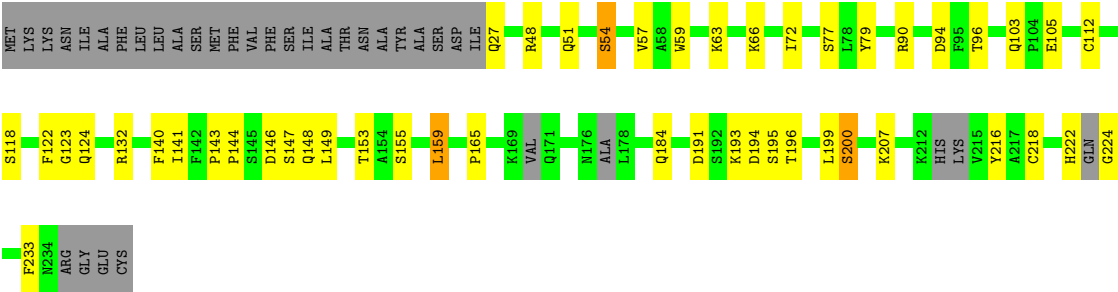 MET LYS LYS ASN ILE ALA PHE LEU LEU ALA SER MET PHE VAL PHE SER ILE ALA THR ASN ALA TYR ALA SER ASP ILE Q27 R48 Q51 S54 V57 A58 W59 K63 K66 I72 S77 L78 Y79 R90 D94 F95 T96 Q103 P104 E105 C112
S118 F122 G123 Q124 R132 F140 I141 F142 P143 P144 S145 D146 S147 Q148 L149 T153 A154 S155 L159 P165 K169 VAL Q171 N176 ALA L178 Q184 D191 S192 K193 D194 S195 T196 L199 S200 K207 K212 HIS LYS V215 Y216 A217 C218 H222 GLN G224
F233 N234 ARG GLY GLU CYS